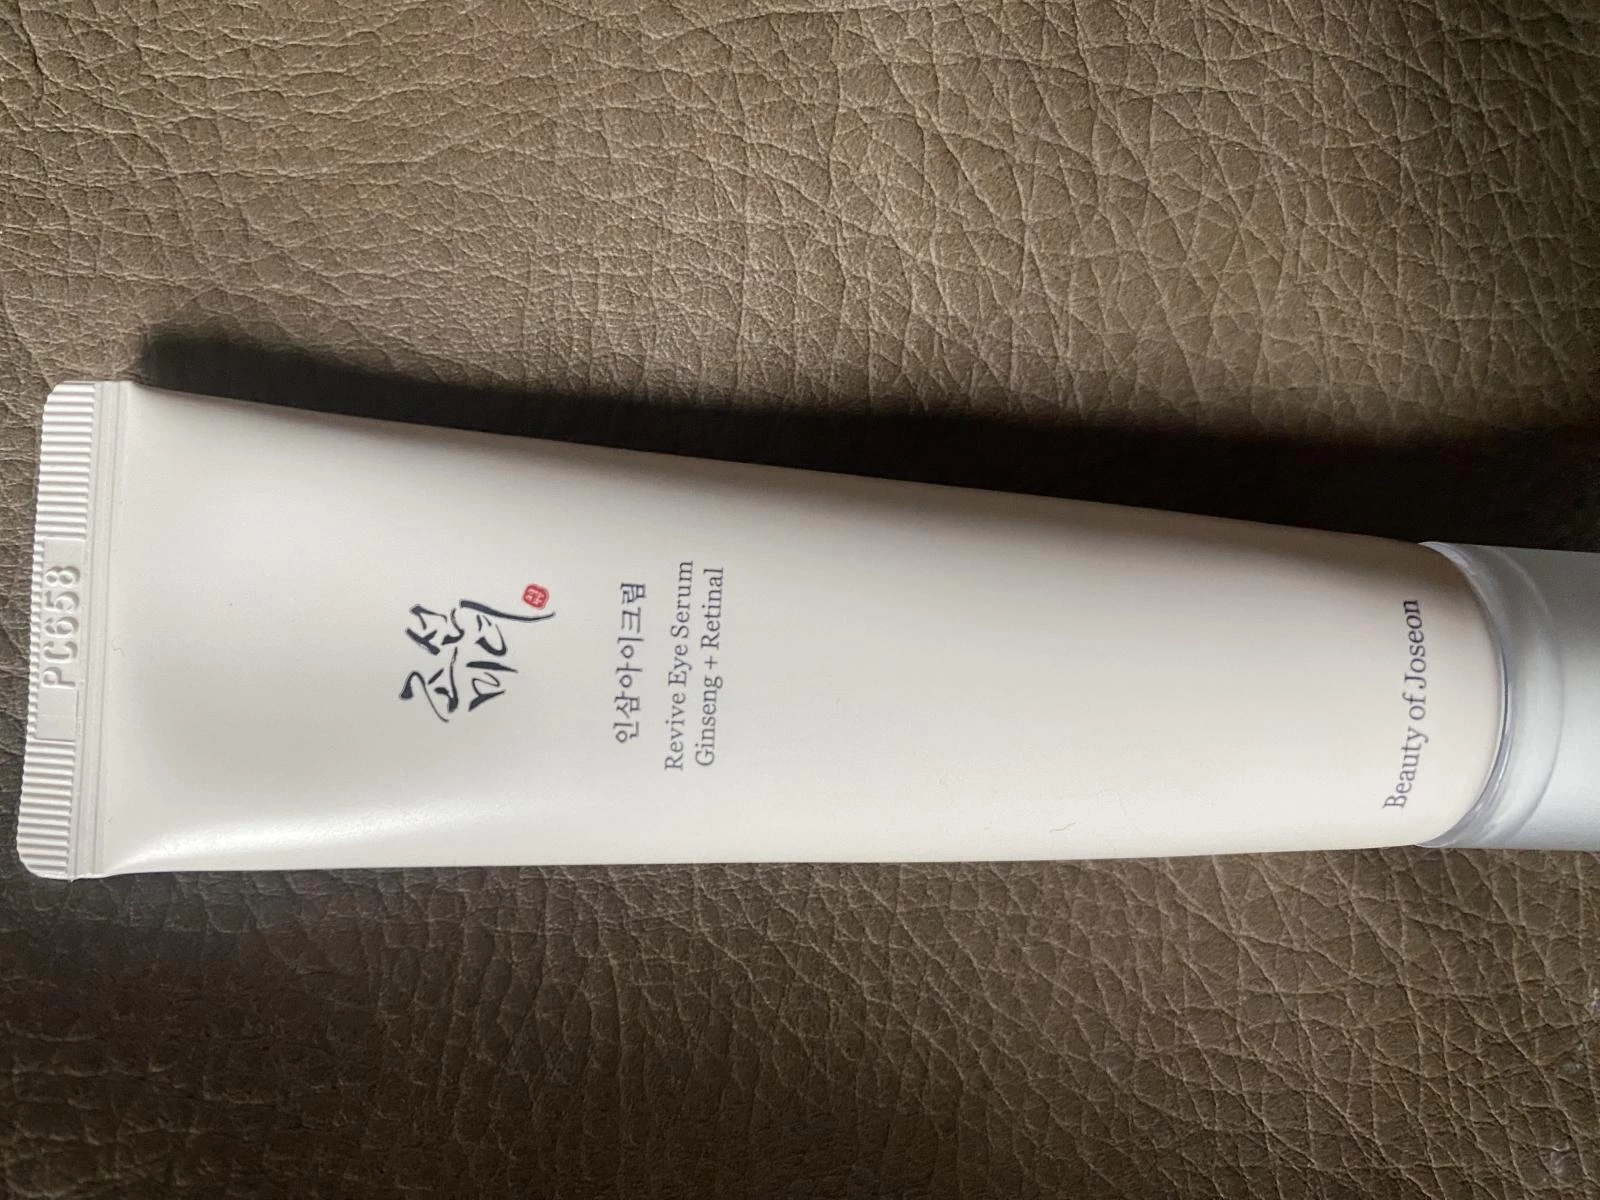 PC658
조선
미녀
인삼아이크림
Revive Eye Serum
Ginseng + Retinal
Beauty of Joseon